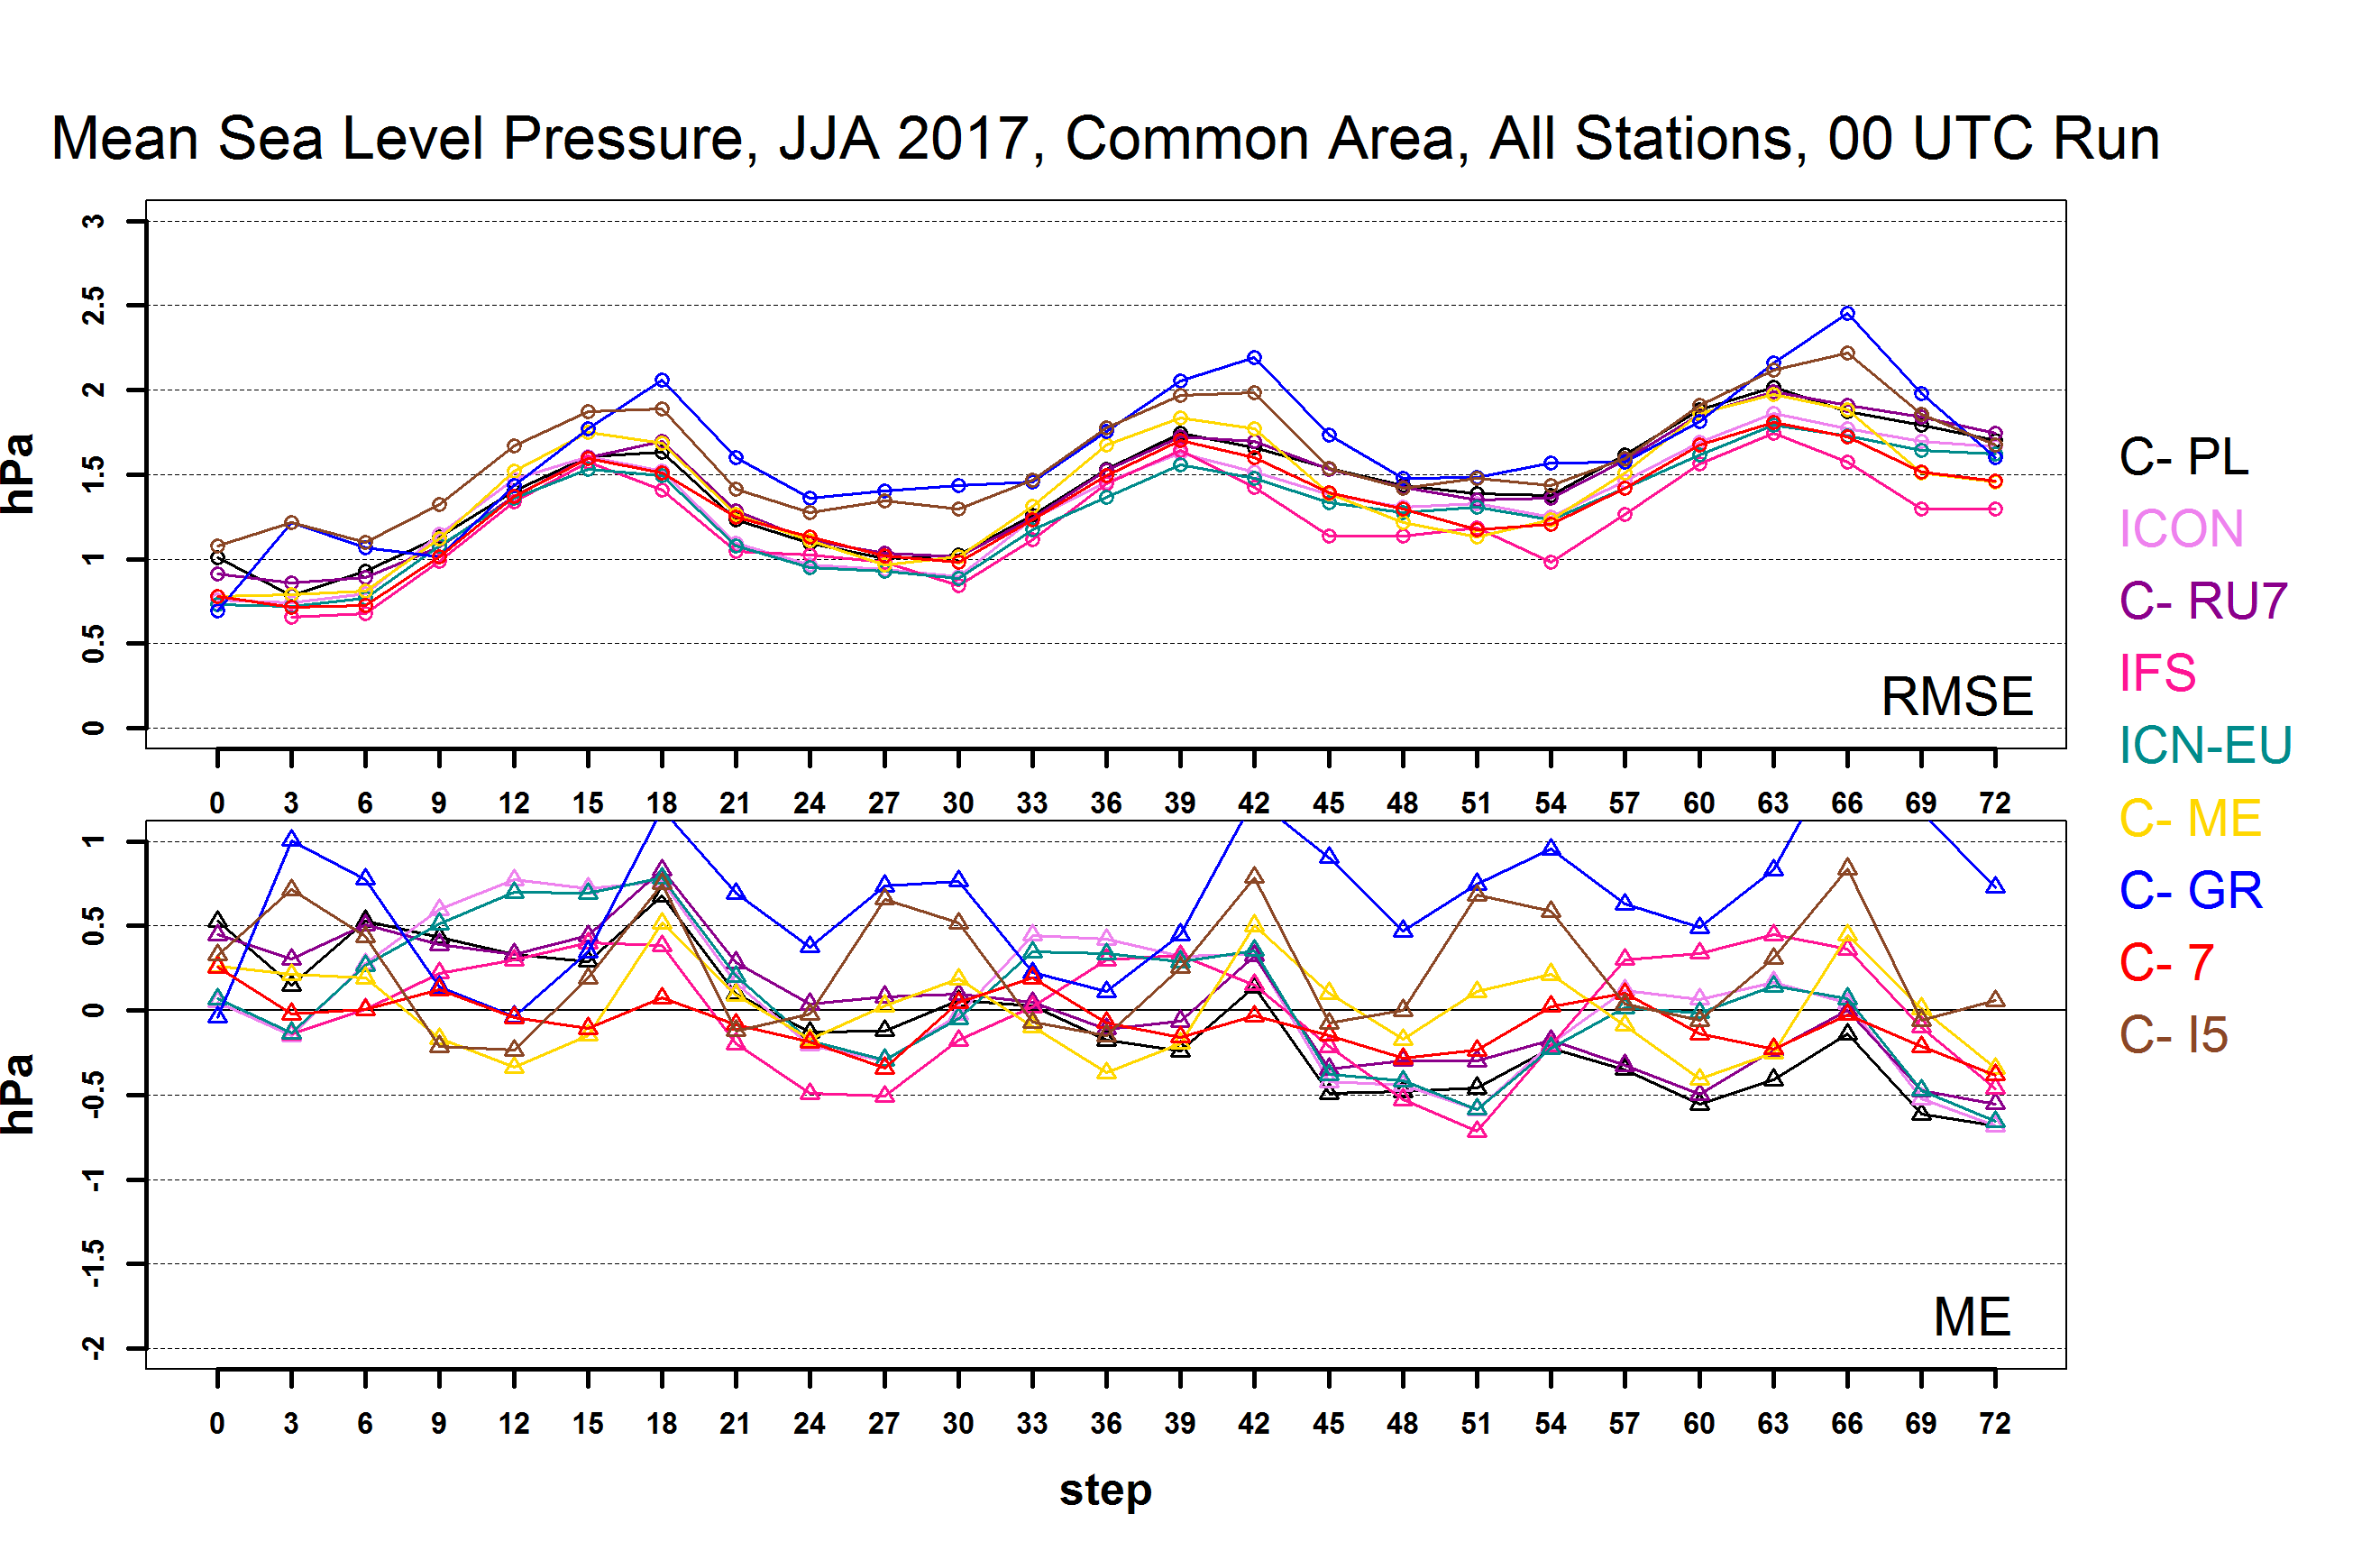 Mean Sea Level Pressure, JJA 2017, Common Area, All Stations, 00 UTC Run
hPa
3
2.5
2
1.5
1
0.5
0
RMSE
0 3 6 9 12 15 18 21 24 27 30 33 36 39 42 45 48 51 54 57 60 63 66 69 72
hPa
1
0.5
0
-0.5
-1
-1.5
-2
ME
0 3 6 9 12 15 18 21 24 27 30 33 36 39 42 45 48 51 54 57 60 63 66 69 72
step
C- PL
ICON
C- RU7
IFS
ICN-EU
C- ME
C- GR
C- 7
C- I5